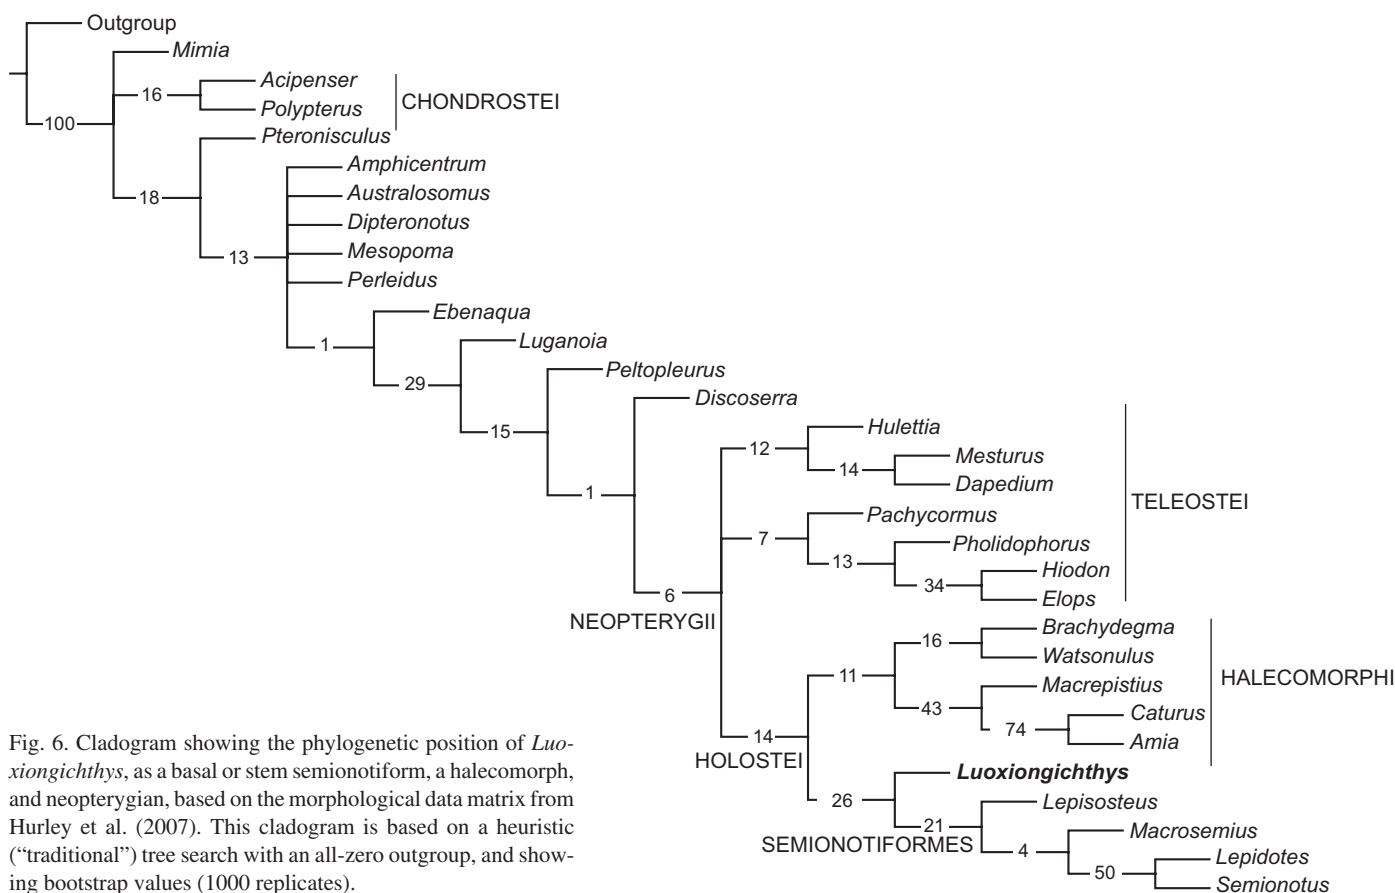 Outgroup
Mimia
Acipenser
16
CHONDROSTEI
Polypterus
100
Pteronisculus
Amphicentrum
18
Australosomus
Dipteronotus
Mesopoma
13
Perleidus
Ebenaqua
1
Luganoia
Peltopleurus
29
Discoserra
15
Hulettia
12
Mesturus
14
Dapedium
1
TELEOSTEI
Pachycormus
7
Pholidophorus
13
Hiodon
34
Elops
6
NEOPTERYGII
Brachydegma
16
Watsonulus
11
HALECOMORPHI
Macrepistius
43
Caturus
74
Amia
14
HOLOSTEI
Luoxiongichthys
26
Lepisosteus
21
SEMIONOTIFORMES
Macrosemius
4
Lepidotes
50
Semionotus
Fig. 6. Cladogram showing the phylogenetic position of Luo-
xiongichthys, as a basal or stem semionotiform, a halecomorph,
and neopterygian, based on the morphological data matrix from
Hurley et al. (2007). This cladogram is based on a heuristic
(“traditional”) tree search with an all-zero outgroup, and show-
ing bootstrap values (1000 replicates).